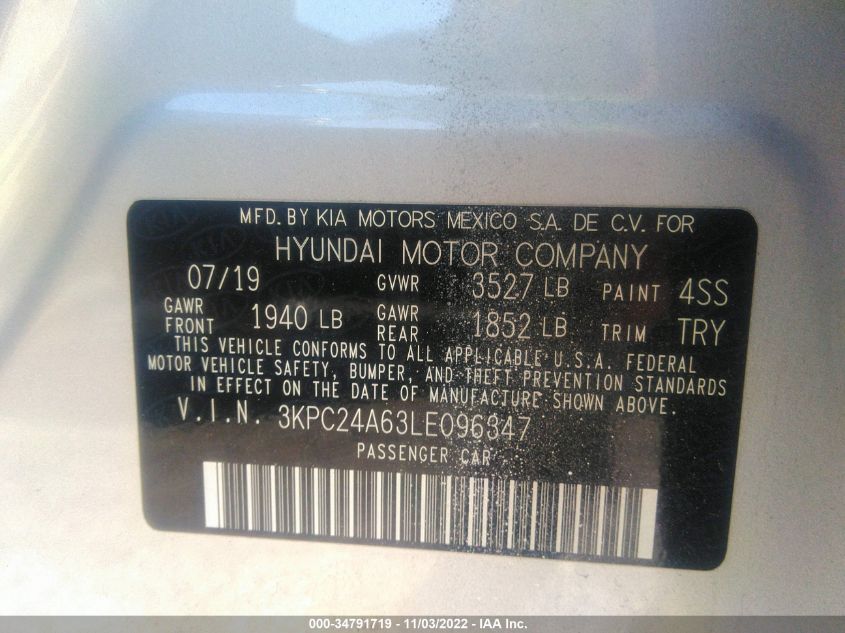 MFD. BY KIA MOTORS MEXICO S.A. DE C.V. FOR
HYUNDAI MOTOR COMPANY
07/19 GVWR 3527 LB PAINT 4SS
GAWR FRONT 1940 LB GAWR REAR 1852 LB TRIM TRY
THIS VEHICLE CONFORMS TO ALL APPLICABLE U.S.A. FEDERAL
MOTOR VEHICLE SAFETY, BUMPER, AND THEFT PREVENTION STANDARDS
IN EFFECT ON THE DATE OF MANUFACTURE SHOWN ABOVE.
V.I.N. 3KPC24A63LE096347
PASSENGER CAR
000-34791719 - 11/03/2022 - IAA Inc.